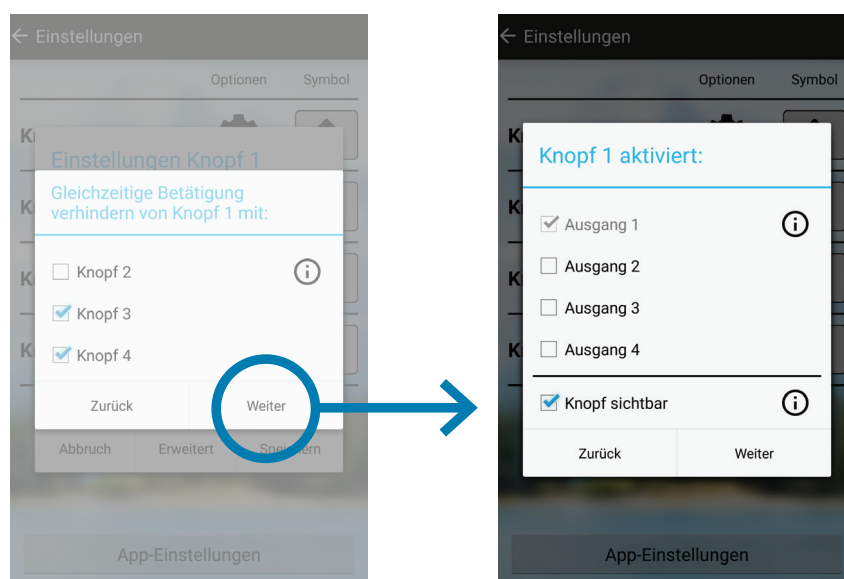 Einstellungen
Optionen Symbol
Einstellungen Knopf 1
Gleichzeitige Betätigung
verhindern von Knopf 1 mit:
Knopf 2
Knopf 3
Knopf 4
Zurück Weiter
Abbruch Erweitert Speichern
App-Einstellungen
Einstellungen
Optionen Symbol
Knopf 1 aktiviert:
Ausgang 1
Ausgang 2
Ausgang 3
Ausgang 4
Knopf sichtbar
Zurück Weiter
App-Einstellungen